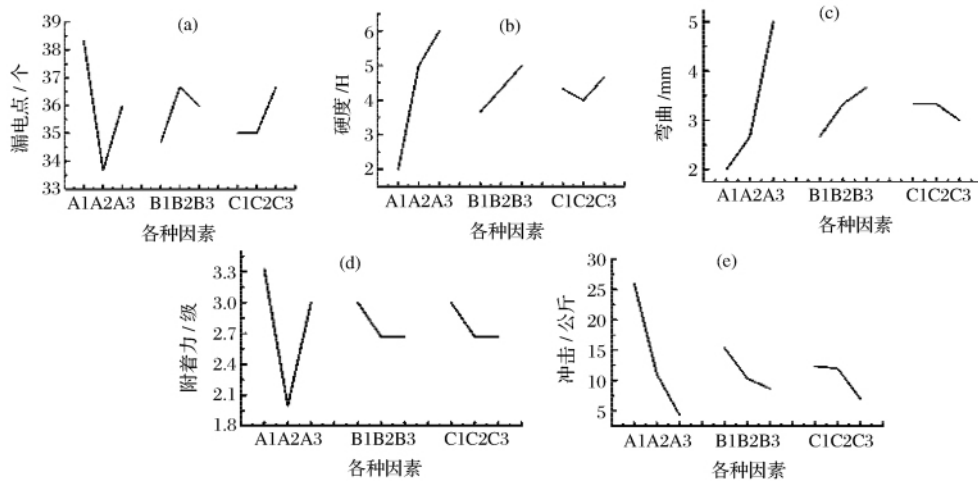 (a)
漏电点 / 个
39
38
37
36
35
34
33
A1A2A3 B1B2B3 C1C2C3
各种因素
(b)
硬度 /H
6
5
4
3
2
A1A2A3 B1B2B3 C1C2C3
各种因素
(c)
弯曲 /mm
5
4
3
2
A1A2A3 B1B2B3 C1C2C3
各种因素
(d)
附着力 / 级
3.3
3.0
2.7
2.4
2.1
1.8
A1A2A3 B1B2B3 C1C2C3
各种因素
(e)
冲击 / 公斤
30
25
20
15
10
5
A1A2A3 B1B2B3 C1C2C3
各种因素